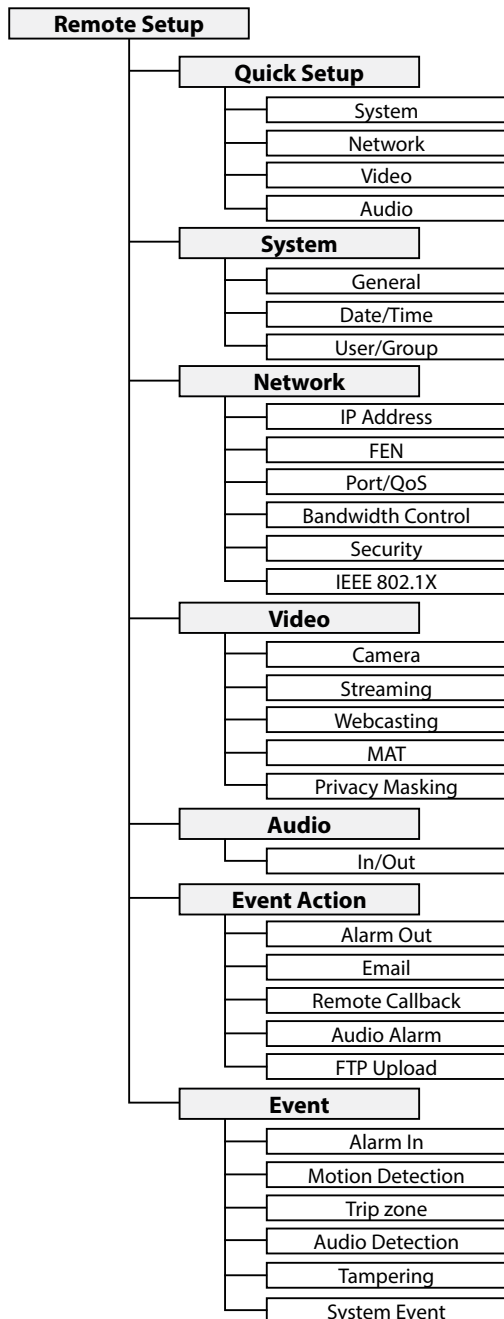 Remote Setup
Quick Setup
System
Network
Video
Audio
System
General
Date/Time
User/Group
Network
IP Address
FEN
Port/QoS
Bandwidth Control
Security
IEEE 802.1X
Video
Camera
Streaming
Webcasting
MAT
Privacy Masking
Audio
In/Out
Event Action
Alarm Out
Email
Remote Callback
Audio Alarm
FTP Upload
Event
Alarm In
Motion Detection
Trip zone
Audio Detection
Tampering
System Event